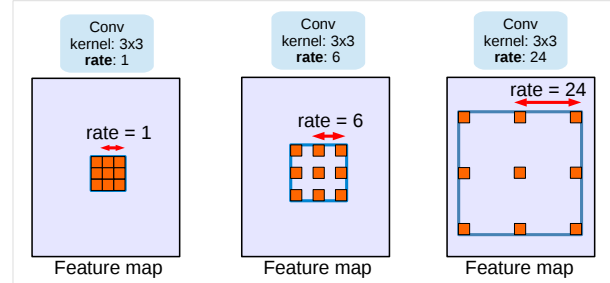 Conv
kernel: 3x3
rate: 1
rate = 1
Feature map
Conv
kernel: 3x3
rate: 6
rate = 6
Feature map
Conv
kernel: 3x3
rate: 24
rate = 24
Feature map